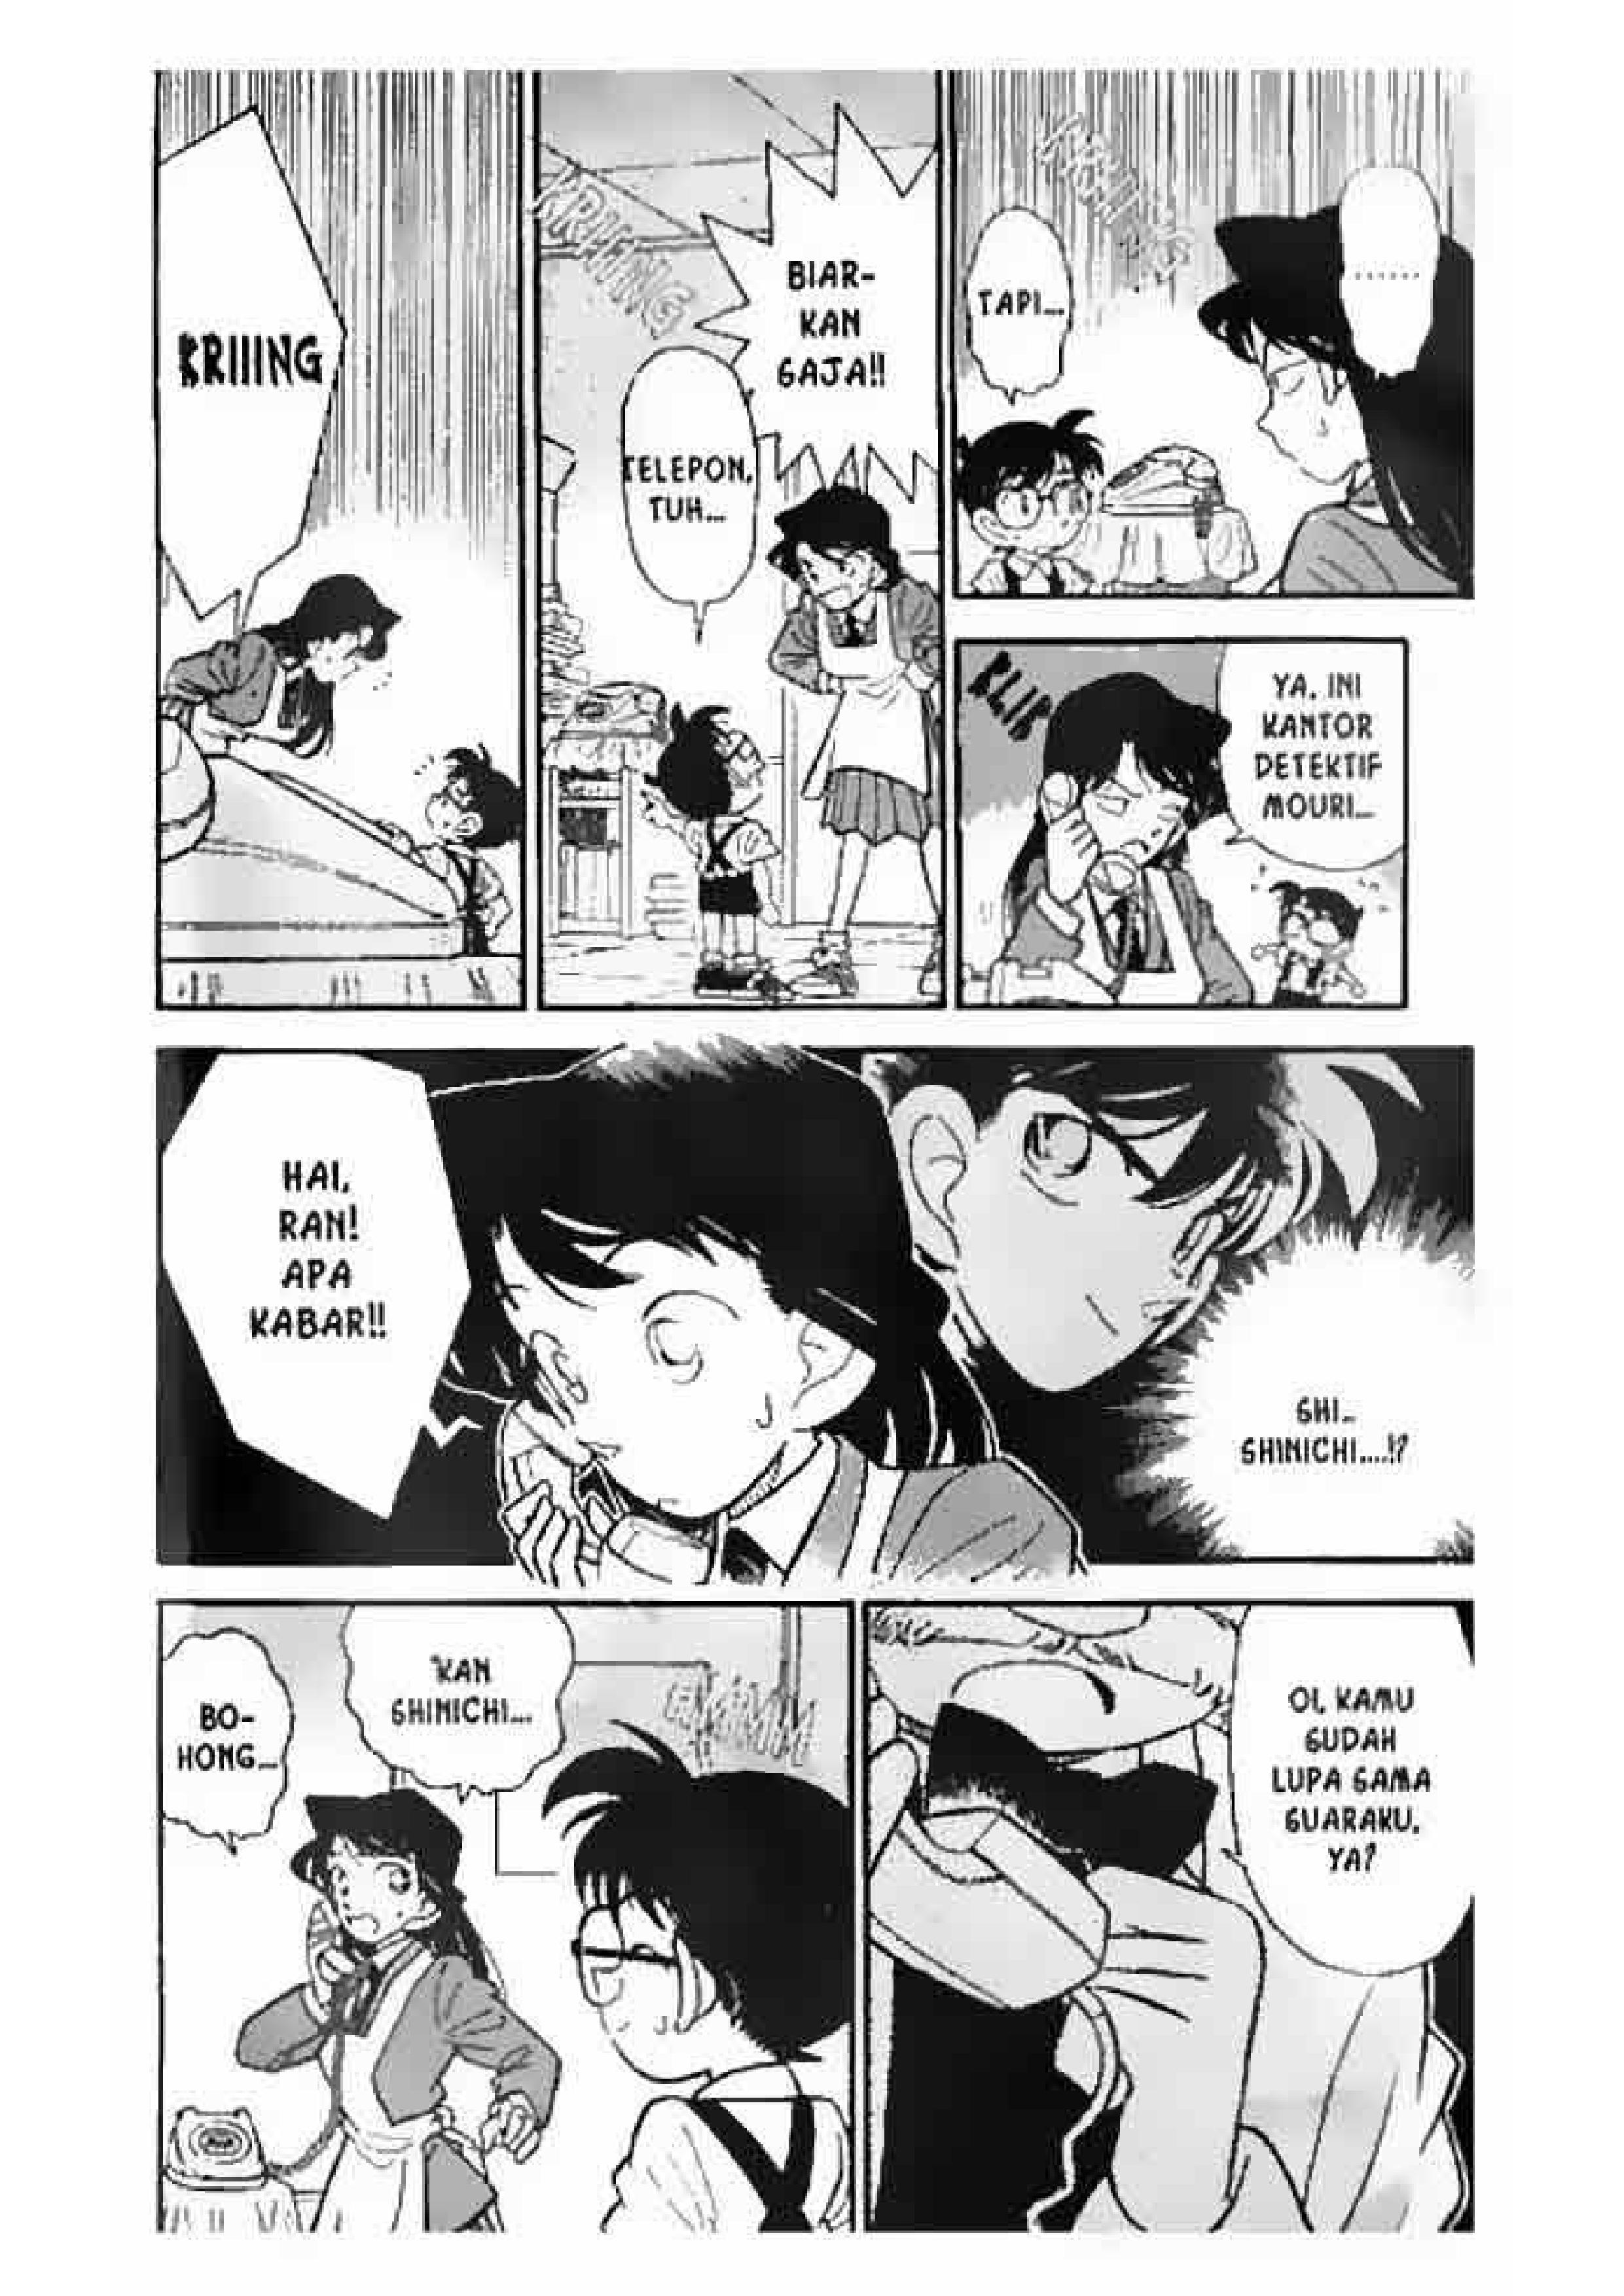 KRIIING
KRIIING
BIAR-
KAN
SAJA!!
TELEPON,
TUH...
TAPI...
.......
KLIK
YA, INI
KANTOR
DETEKTIF
MOURI...
HAI,
RAN!
APA
KABAR!!
SHI..
SHINICHI....!?
BO-
HONG...
'KAN
SHINICHI...
OI, KAMU
SUDAH
LUPA SAMA
SUARAKU,
YA?